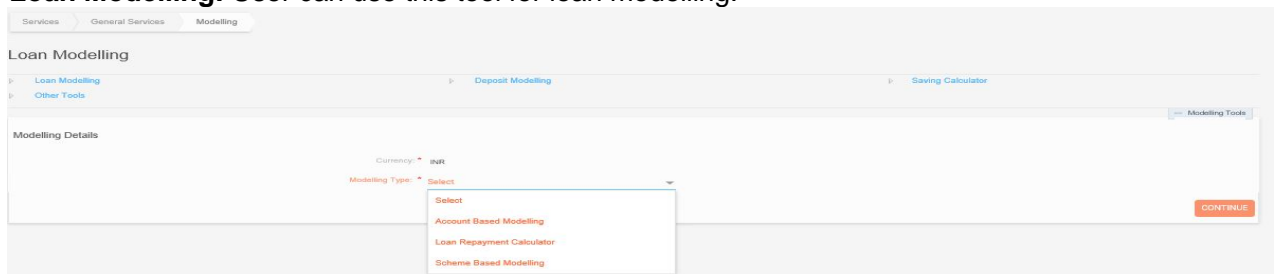 Loan Modelling: User can use this tool for loan modelling.
Services General Services Modelling
Loan Modelling
Loan Modelling Deposit Modelling Saving Calculator
Other Tools
Modelling Tools
Modelling Details
Currency: * INR
Modelling Type: * Select
Select
Account Based Modelling
CONTINUE
Loan Repayment Calculator
Scheme Based Modelling